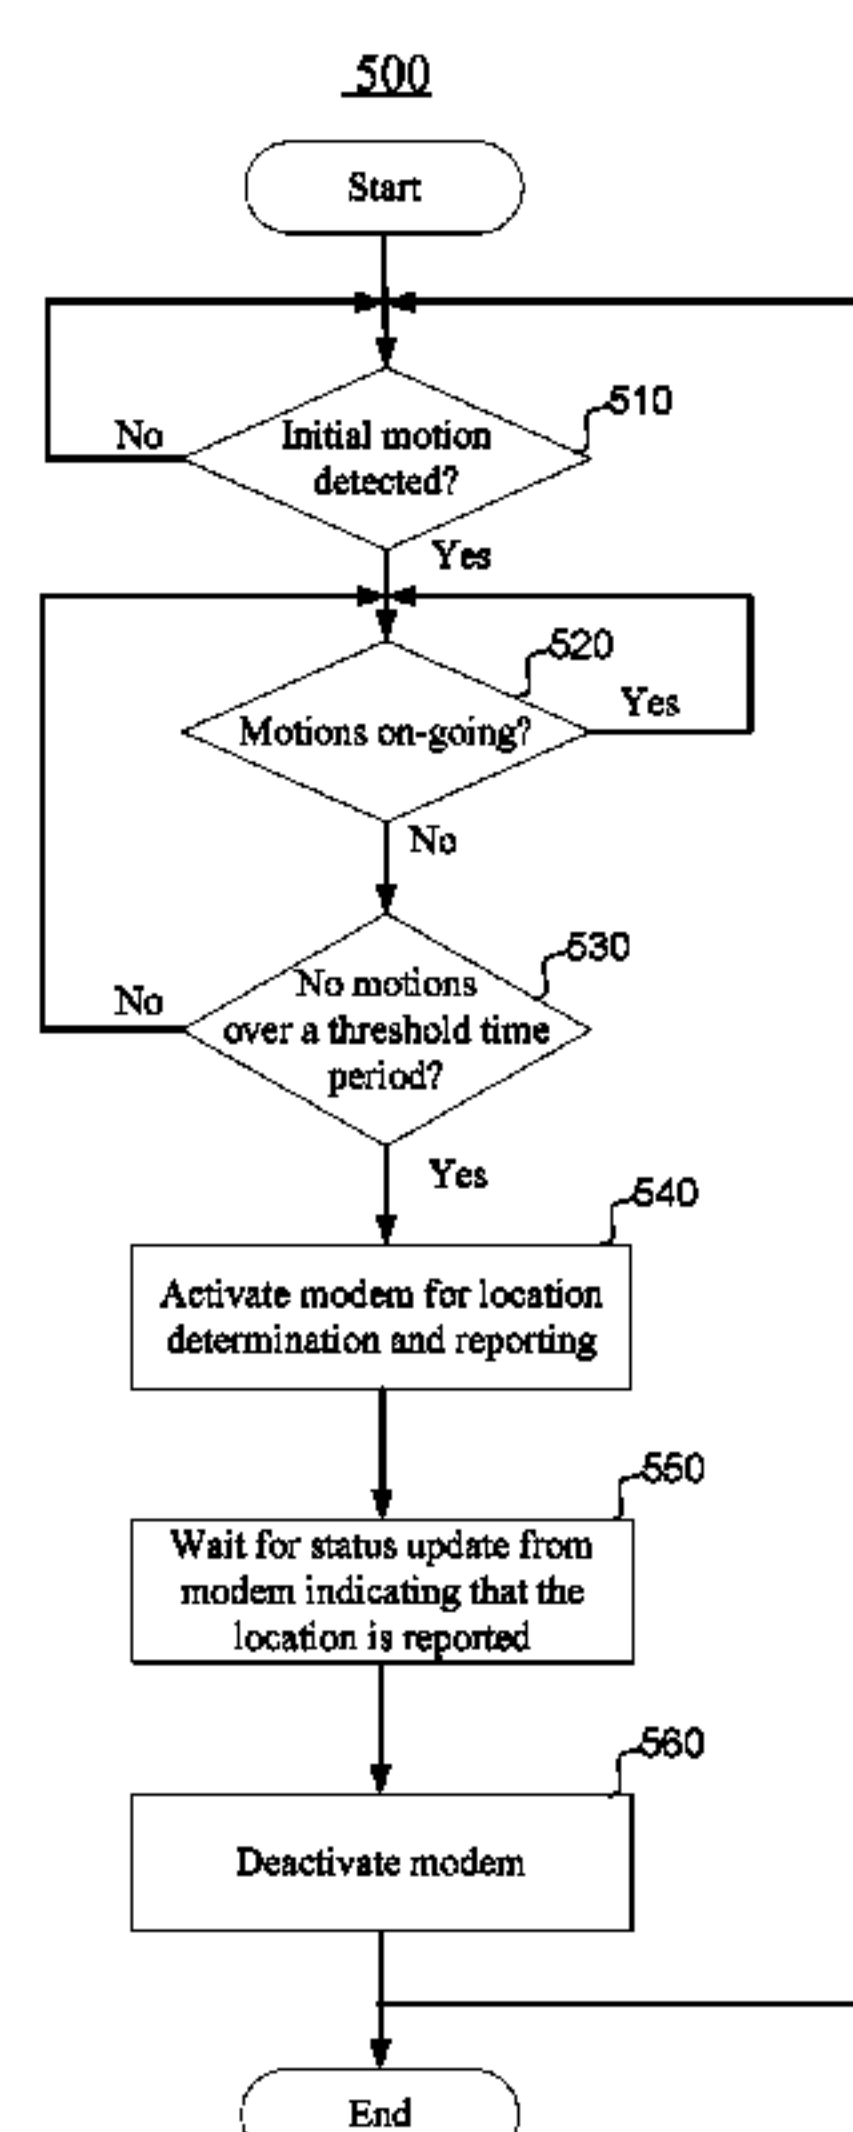 500
Start
510
Initial motion
detected?
No
Yes
520
Motions on-going?
Yes
No
530
No motions
over a threshold time
period?
No
Yes
540
Activate modem for location
determination and reporting
550
Wait for status update from
modem indicating that the
location is reported
560
Deactivate modem
End